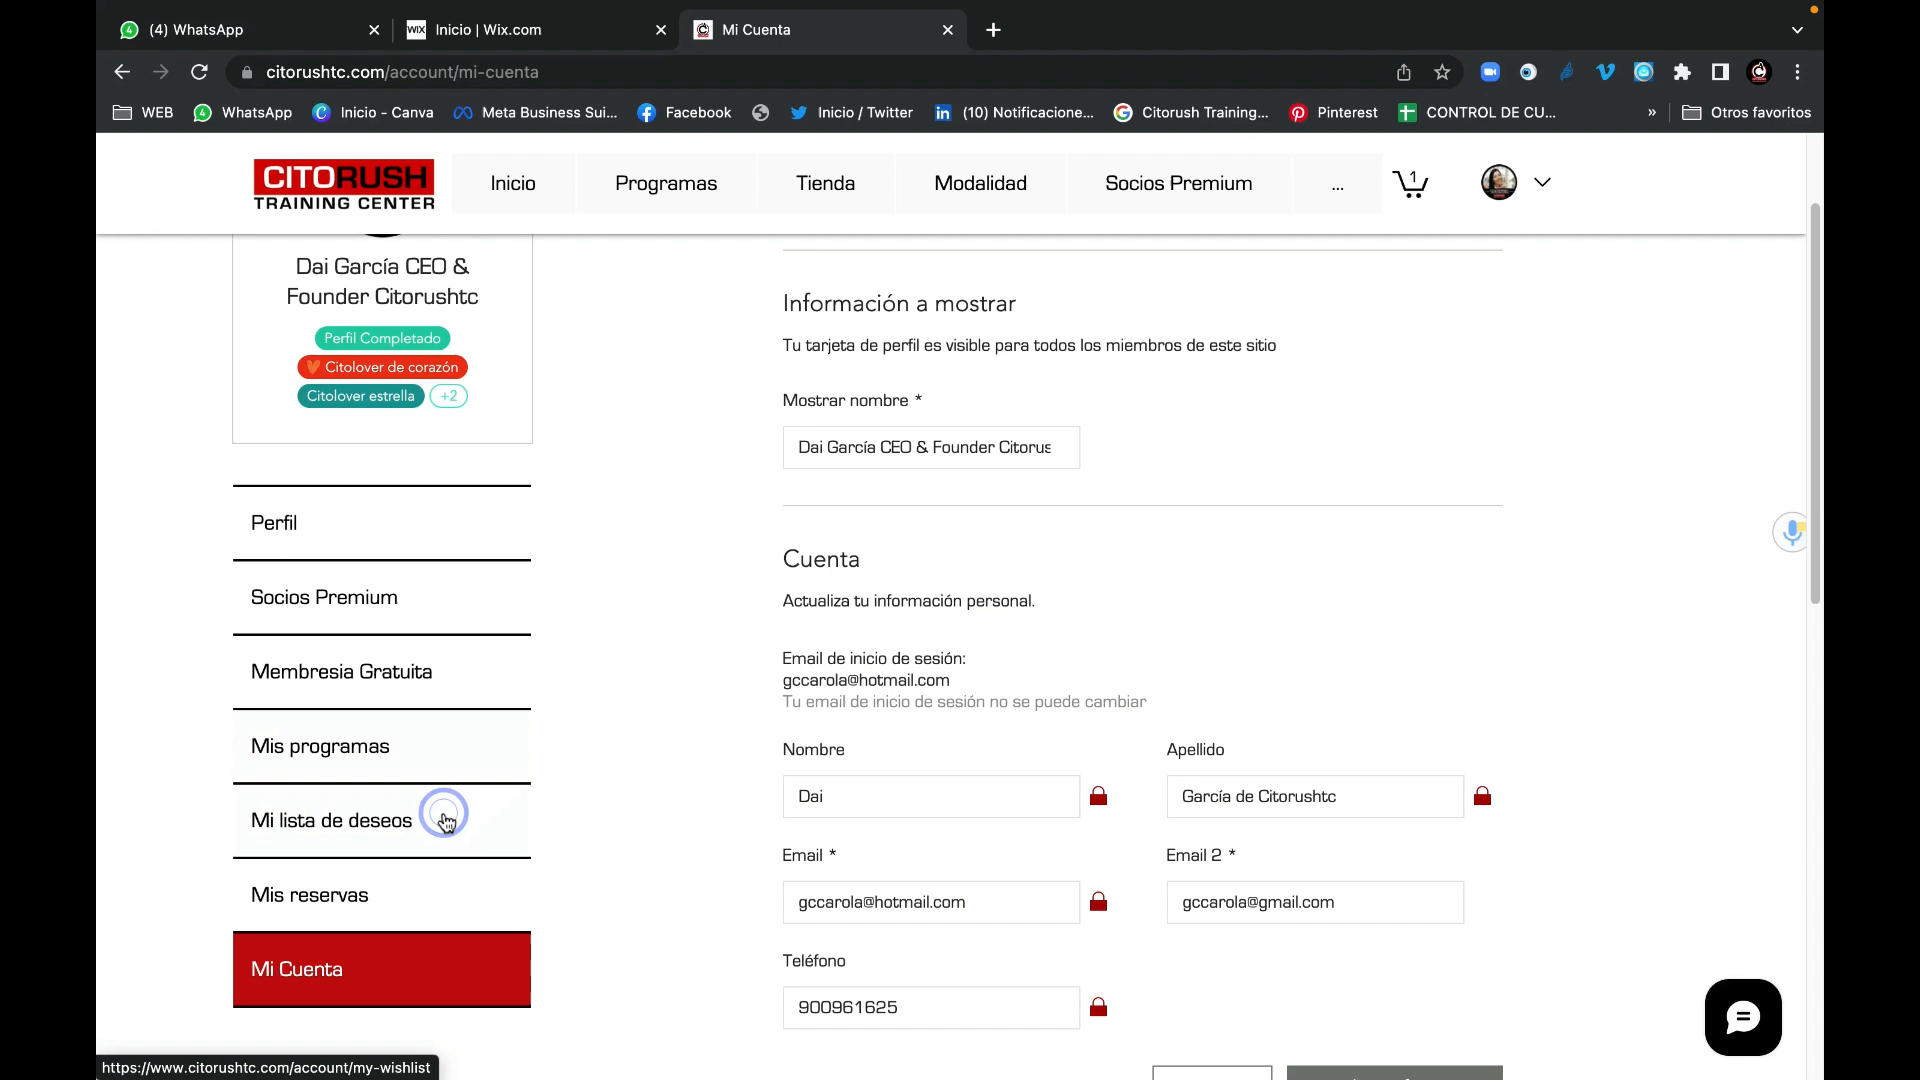 (4) WhatsApp
Inicio | Wix.com
Mi Cuenta
citorushtc.com/account/mi-cuenta
WEB
WhatsApp
Inicio - Canva
Meta Business Sui...
Facebook
Inicio / Twitter
(10) Notificacione...
Citorush Training...
Pinterest
CONTROL DE CU...
»
Otros favoritos
CITORUSH
TRAINING CENTER
Inicio
Programas
Tienda
Modalidad
Socios Premium
...
1
Dai García CEO &
Founder Citorushtc
Perfil Completado
Citolover de corazón
Citolover estrella
+2
Perfil
Socios Premium
Membresia Gratuita
Mis programas
Mi lista de deseos
Mis reservas
Mi Cuenta
Información a mostrar
Tu tarjeta de perfil es visible para todos los miembros de este sitio
Mostrar nombre *
Dai García CEO & Founder Citorus
Cuenta
Actualiza tu información personal.
Email de inicio de sesión:
gccarola@hotmail.com
Tu email de inicio de sesión no se puede cambiar
Nombre
Apellido
Dai
García de Citorushtc
Email *
Email 2 *
gccarola@hotmail.com
gccarola@gmail.com
Teléfono
900961625
https://www.citorushtc.com/account/my-wishlist